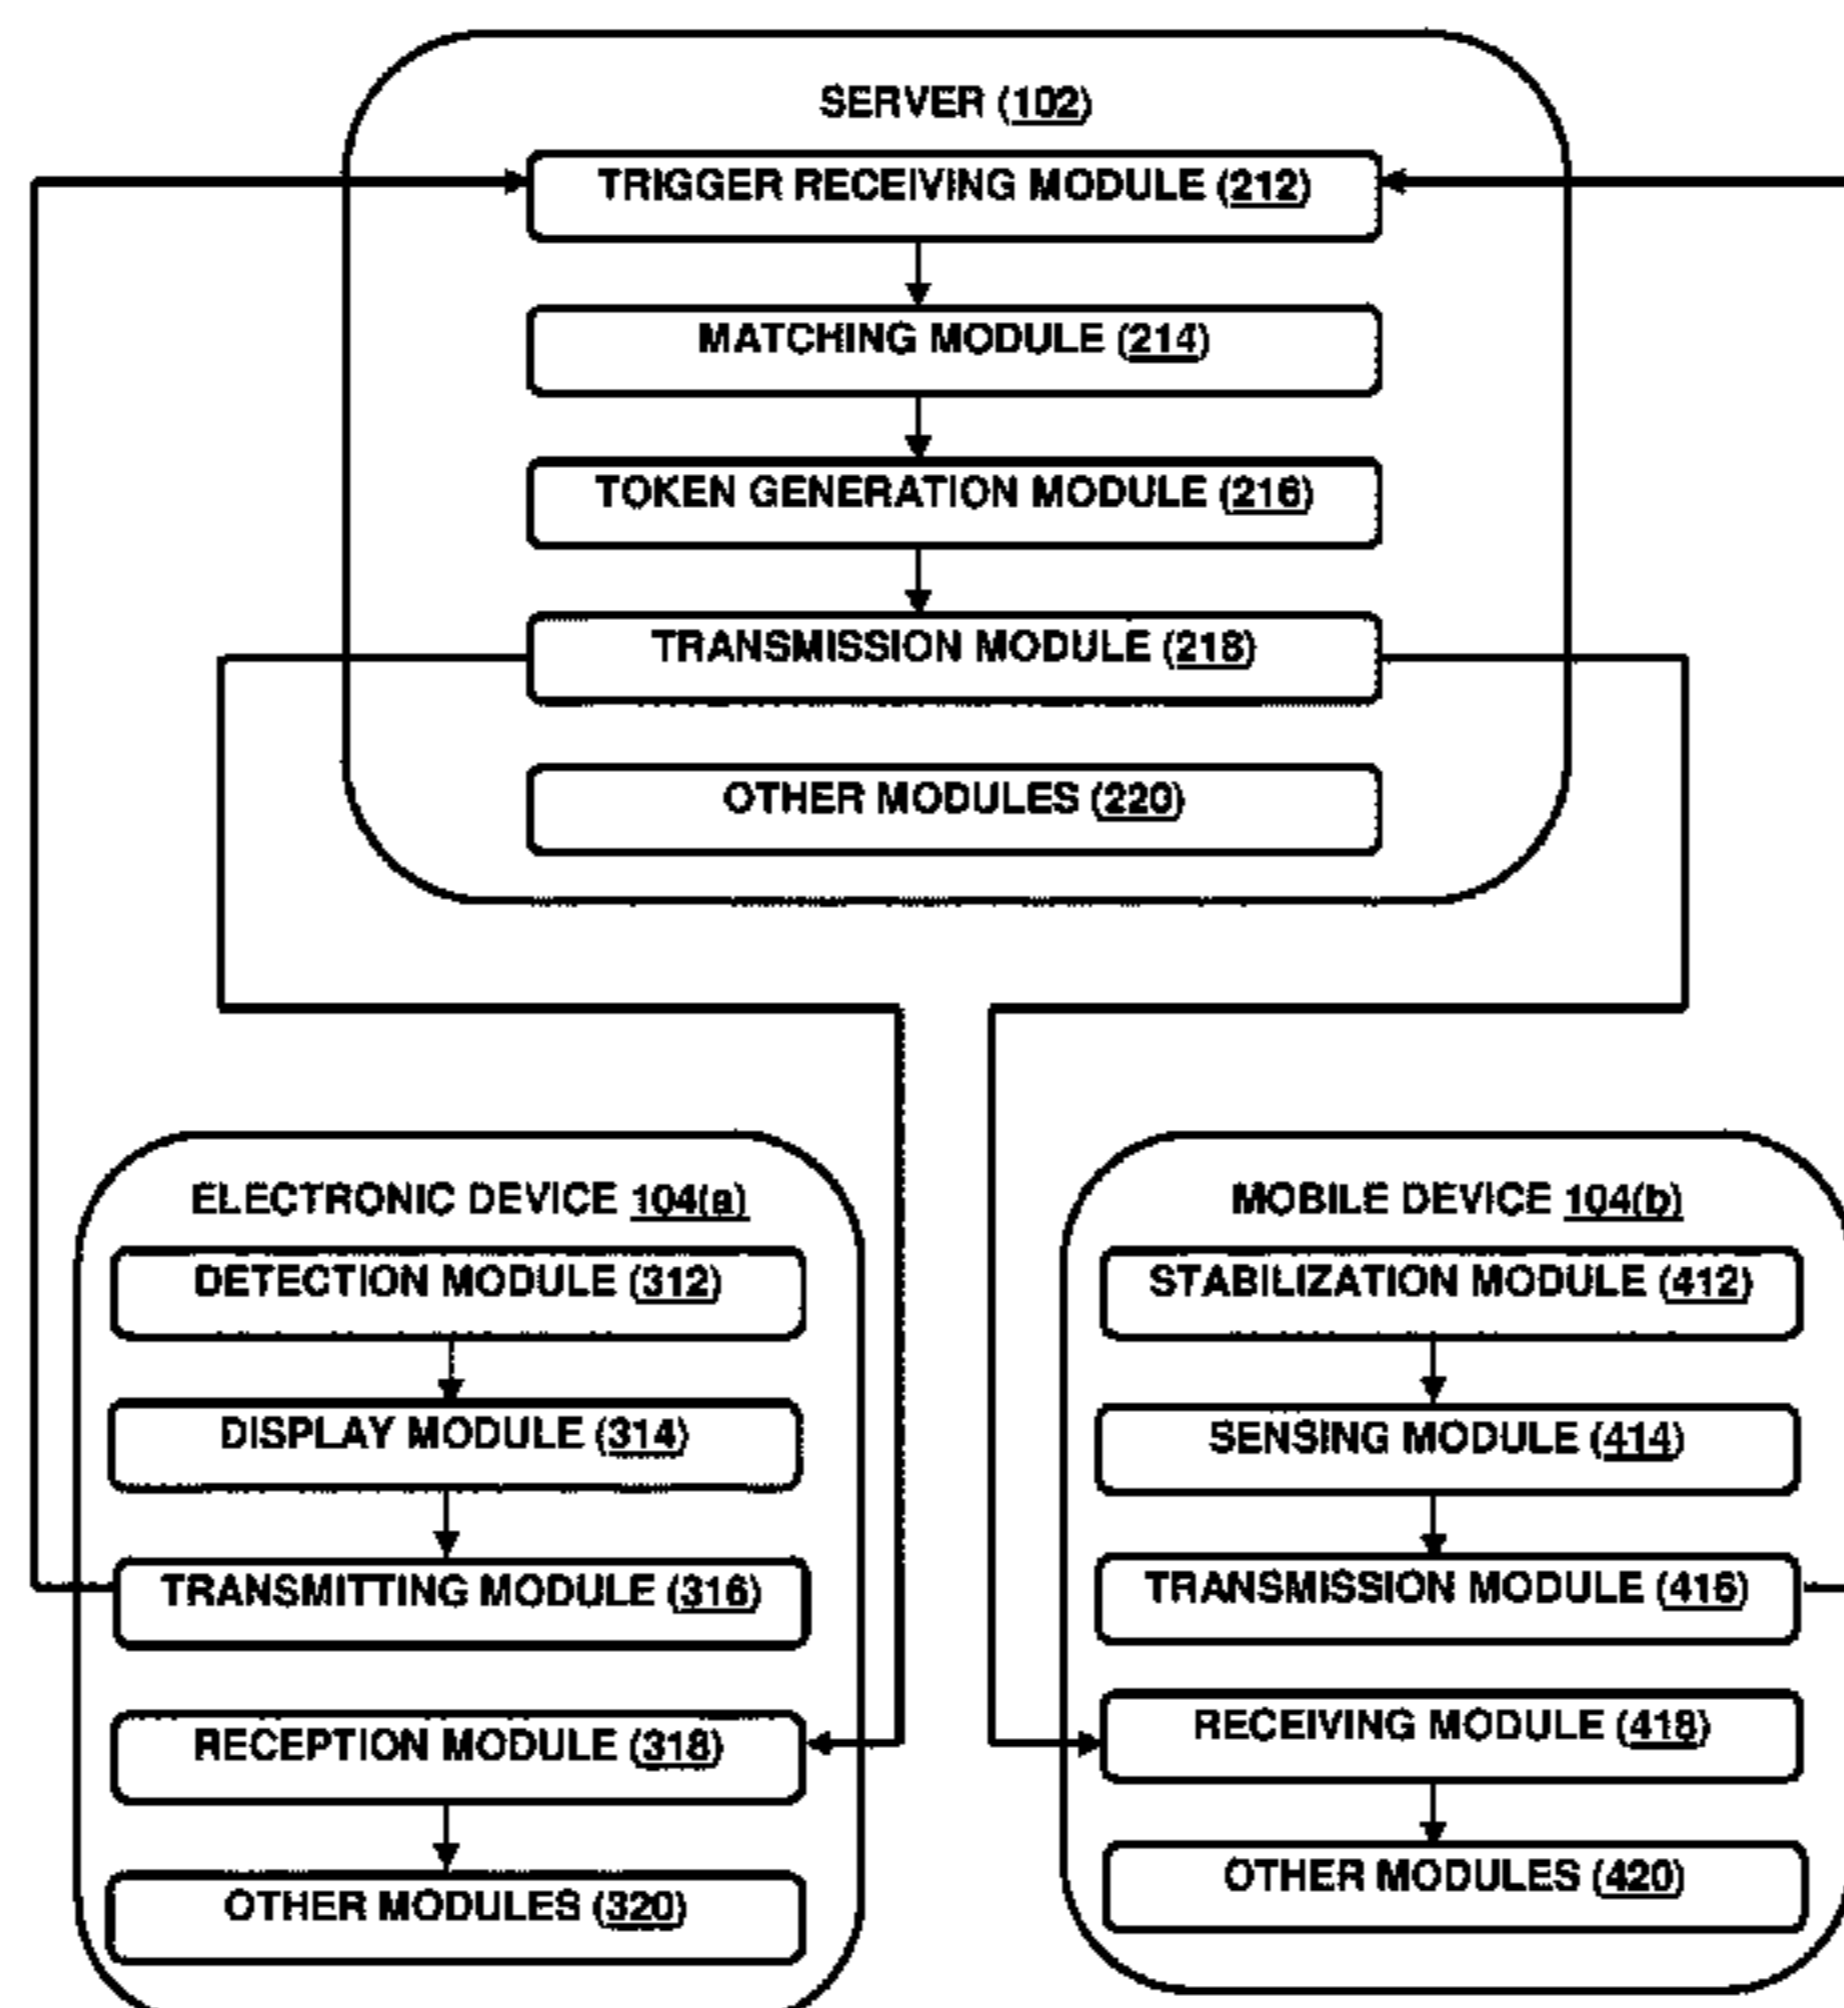 SERVER (102)
TRIGGER RECEIVING MODULE (212)
MATCHING MODULE (214)
TOKEN GENERATION MODULE (216)
TRANSMISSION MODULE (218)
OTHER MODULES (220)
ELECTRONIC DEVICE 104(a)
DETECTION MODULE (312)
DISPLAY MODULE (314)
TRANSMITTING MODULE (316)
RECEPTION MODULE (318)
OTHER MODULES (320)
MOBILE DEVICE 104(b)
STABILIZATION MODULE (412)
SENSING MODULE (414)
TRANSMISSION MODULE (416)
RECEIVING MODULE (418)
OTHER MODULES (420)